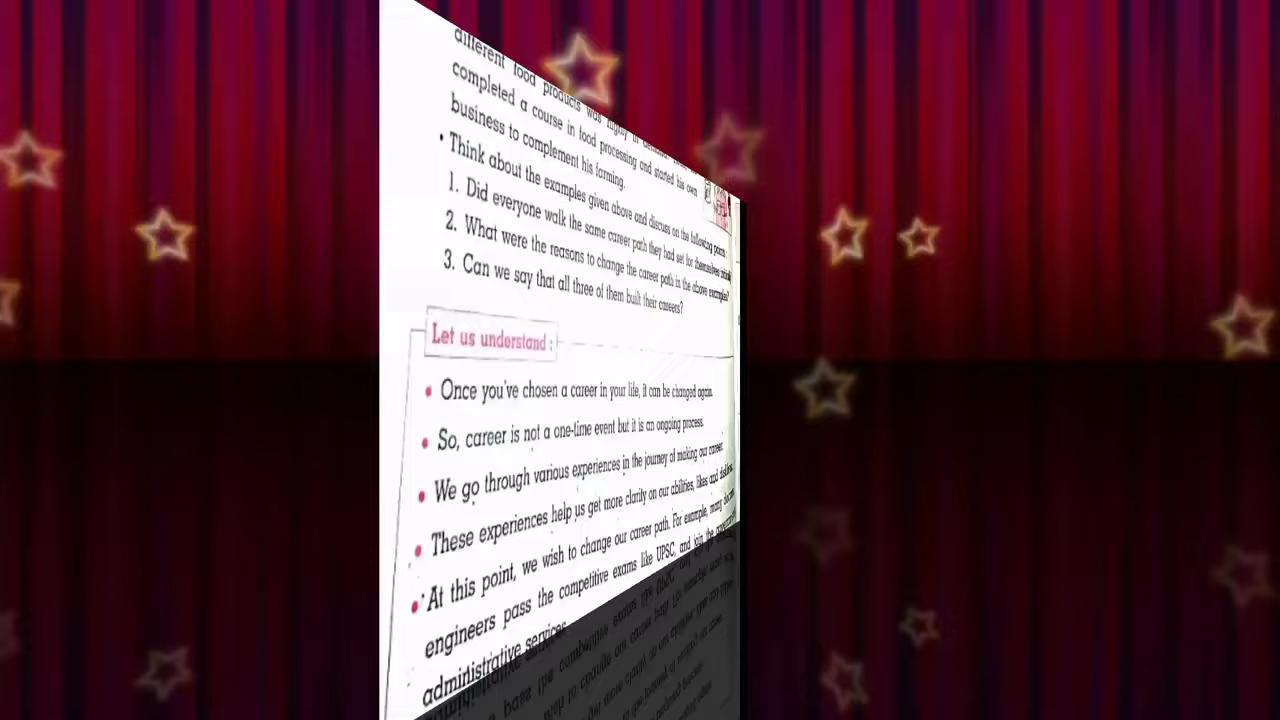 different food products was highly in demand.
completed a course in food processing and started his own
business to complement his farming.
• Think about the examples given above and discuss on the following points
1. Did everyone walk the same career path they had set for themselves
2. What were the reasons to change the career path in the above examples?
3. Can we say that all three of them built their careers?
Let us understand :
• Once you've chosen a career in your life, it can be changed again.
• So, career is not a one-time event but it is an ongoing process.
• We go through various experiences in the journey of making our career.
• These experiences help us get more clarity on our abilities, likes and dislikes.
• At this point, we wish to change our career path. For example, many
engineers pass the competitive exams like UPSC, and join the
administrative services.